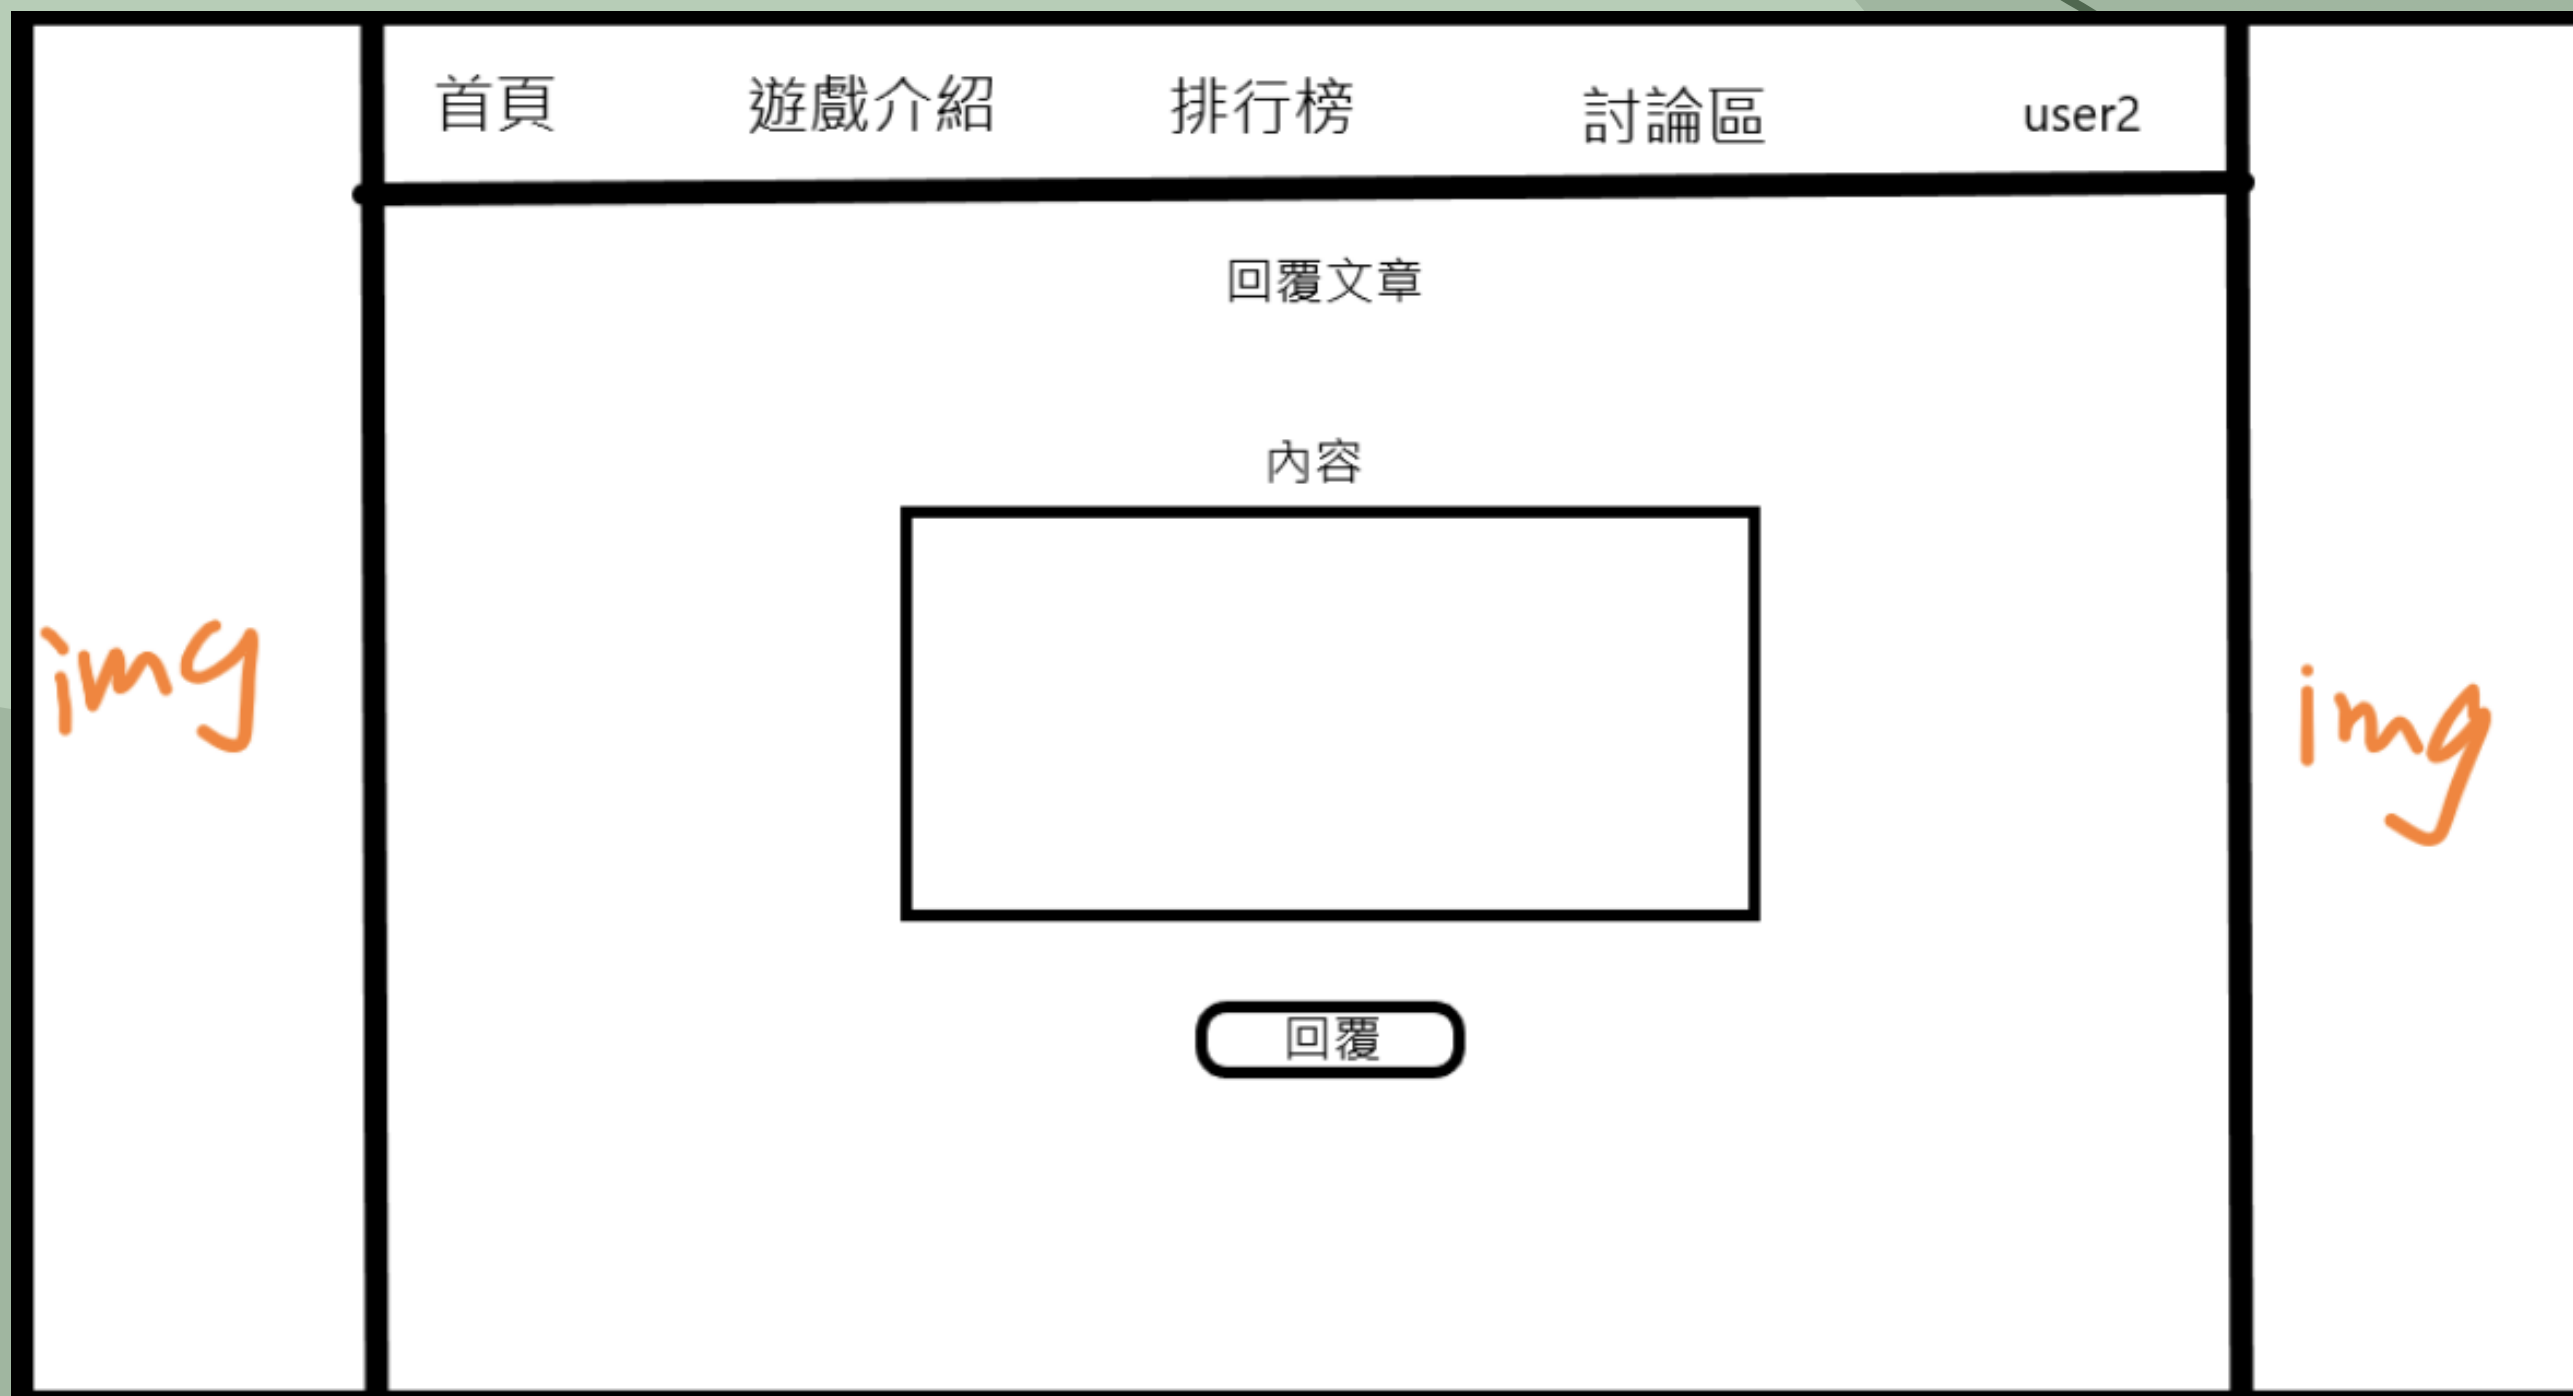 首頁 遊戲介紹 排行榜 討論區 user2
回覆文章
內容
img
img
回覆